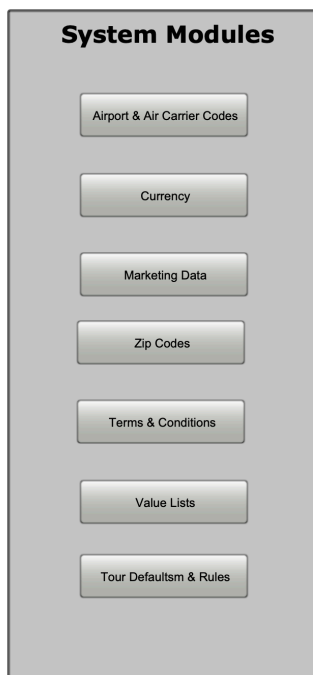 System Modules
Airport & Air Carrier Codes
Currency
Marketing Data
Zip Codes
Terms & Conditions
Value Lists
Tour Defaultsm & Rules